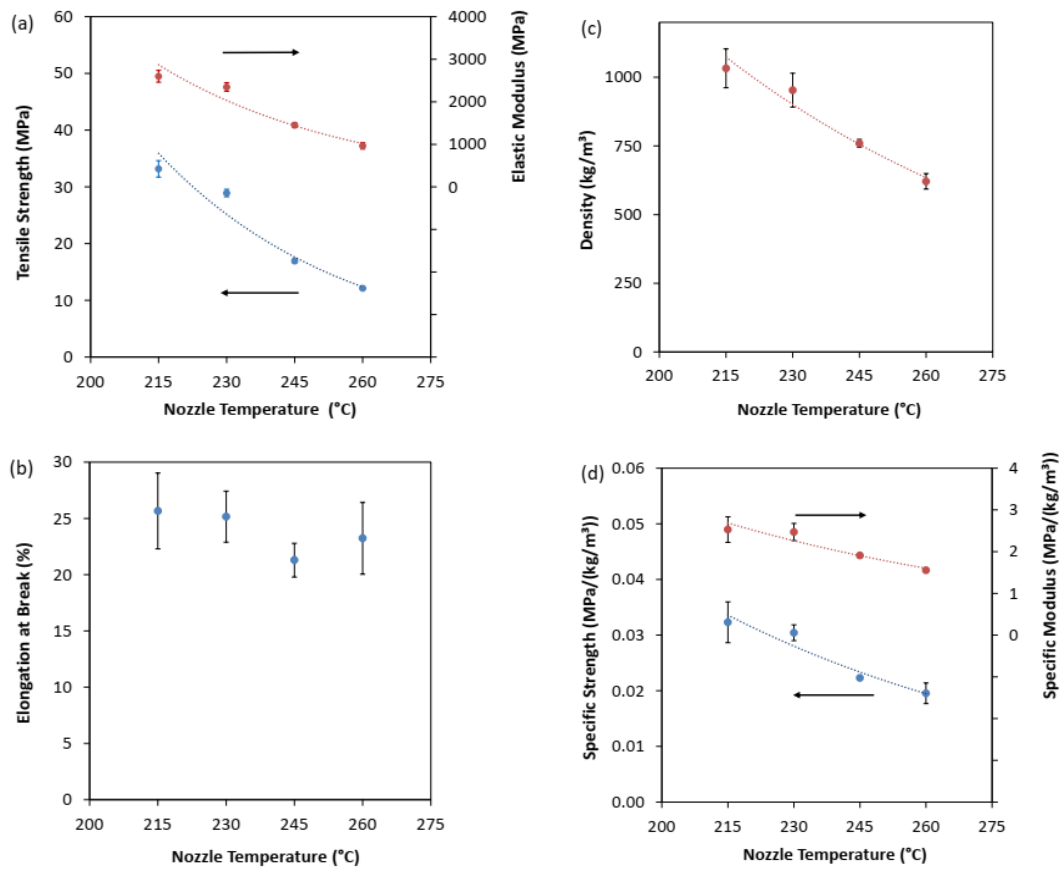 (a)
60
50
40
30
20
10
0
Tensile Strength (MPa)
4000
3000
2000
1000
0
Elastic Modulus (MPa)
200 215 230 245 260 275
Nozzle Temperature (°C)
(c)
1000
750
500
250
0
Density (kg/m³)
200 215 230 245 260 275
Nozzle Temperature (°C)
(b)
30
25
20
15
10
5
0
Elongation at Break (%)
200 215 230 245 260 275
Nozzle Temperature (°C)
(d)
0.06
0.05
0.04
0.03
0.02
0.01
0.00
Specific Strength (MPa/(kg/m³))
4
3
2
1
0
Specific Modulus (MPa/(kg/m³))
200 215 230 245 260 275
Nozzle Temperature (°C)